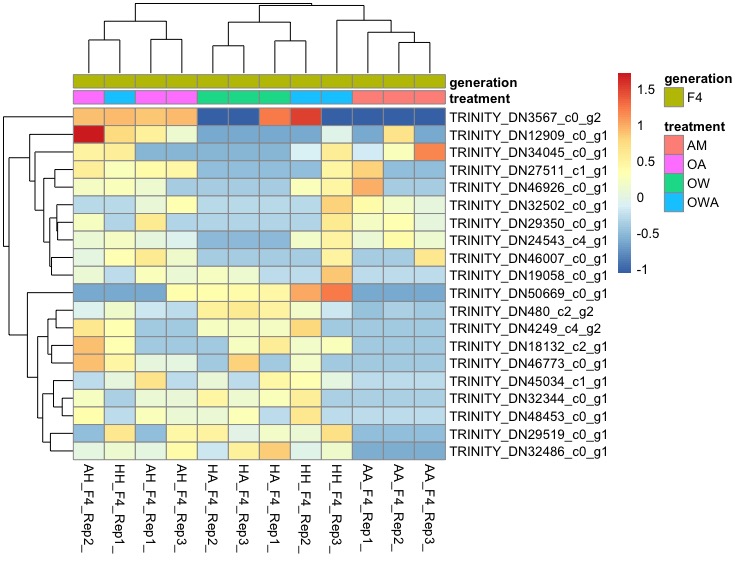 generation
treatment
TRINITY_DN3567_c0_g2
TRINITY_DN12909_c0_g1
TRINITY_DN34045_c0_g1
TRINITY_DN27511_c1_g1
TRINITY_DN46926_c0_g1
TRINITY_DN32502_c0_g1
TRINITY_DN29350_c0_g1
TRINITY_DN24543_c4_g1
TRINITY_DN46007_c0_g1
TRINITY_DN19058_c0_g1
TRINITY_DN50669_c0_g1
TRINITY_DN480_c2_g2
TRINITY_DN4249_c4_g2
TRINITY_DN18132_c2_g1
TRINITY_DN46773_c0_g1
TRINITY_DN45034_c1_g1
TRINITY_DN32344_c0_g1
TRINITY_DN48453_c0_g1
TRINITY_DN29519_c0_g1
TRINITY_DN32486_c0_g1
AH_F4_Rep2_
HH_F4_Rep1_
AH_F4_Rep1_
AH_F4_Rep3_
HA_F4_Rep2_
HA_F4_Rep3_
HA_F4_Rep1_
HH_F4_Rep2_
HH_F4_Rep3_
AA_F4_Rep1_
AA_F4_Rep2_
AA_F4_Rep3_
1.5
1
0.5
0
-0.5
-1
generation
F4
treatment
AM
OA
OW
OWA